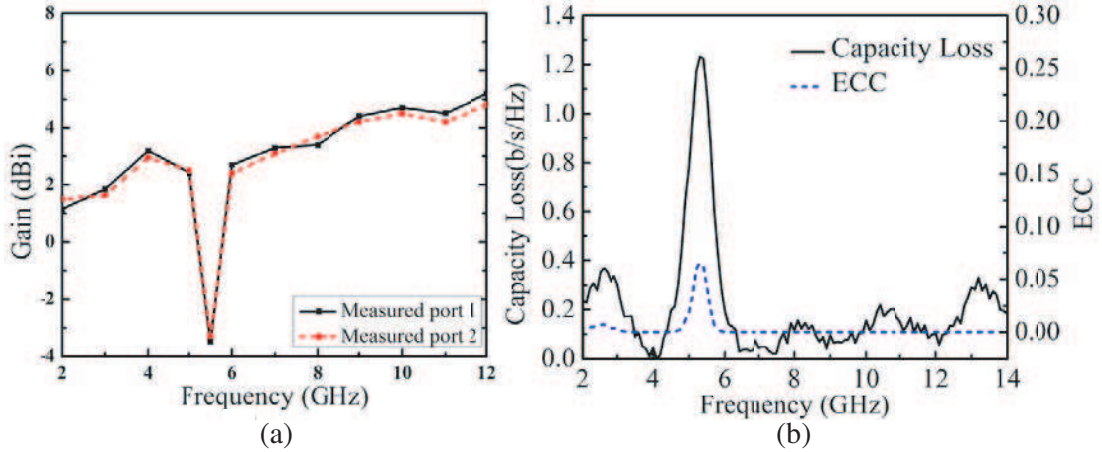 8
6
4
2
0
-2
-4
Gain (dBi)
Measured port 1
Measured port 2
2 4 6 8 10 12
Frequency (GHz)
(a)
1.4
1.2
1.0
0.8
0.6
0.4
0.2
0.0
Capacity Loss(b/s/Hz)
Capacity Loss
ECC
0.30
0.25
0.20
0.15
0.10
0.05
0.00
ECC
2 4 6 8 10 12 14
Frequency (GHz)
(b)